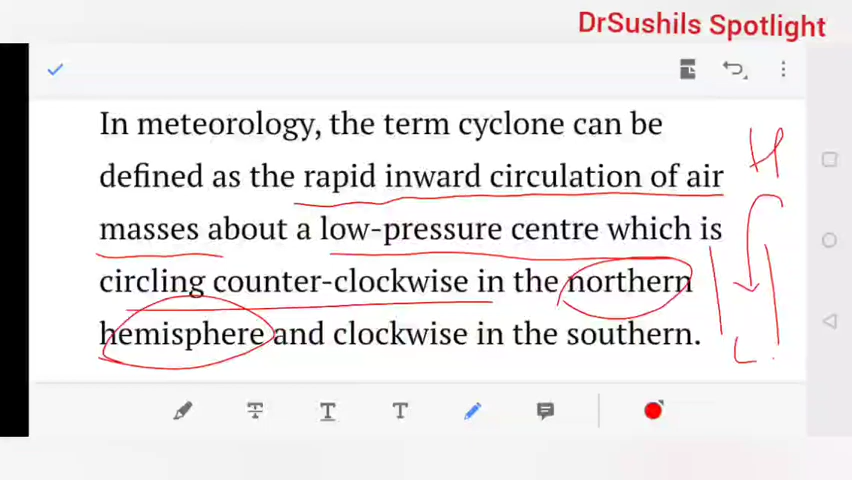 DrSushils Spotlight
In meteorology, the term cyclone can be
defined as the rapid inward circulation of air
masses about a low-pressure centre which is
circling counter-clockwise in the northern
hemisphere and clockwise in the southern.
H
L
T
T
T